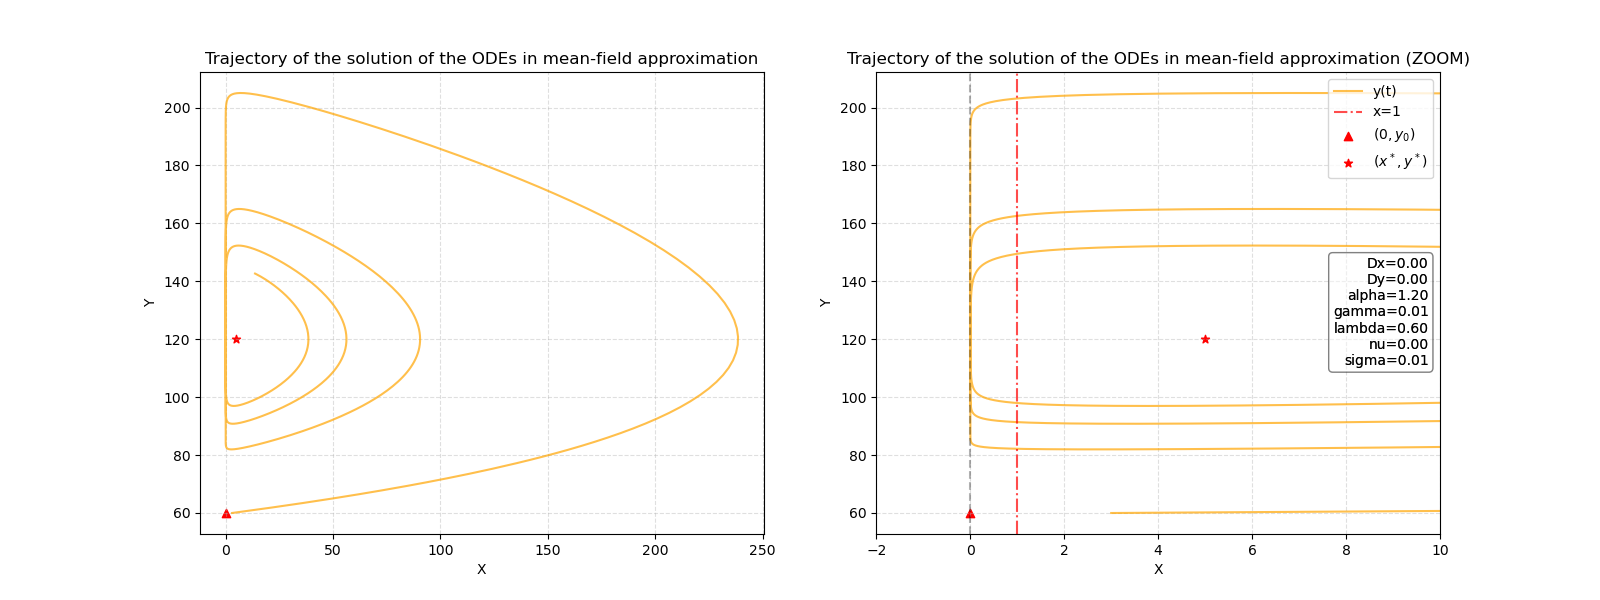 Trajectory of the solution of the ODEs in mean-field approximation
Y
200
180
160
140
120
100
80
60
0
50
100
150
200
250
X
Trajectory of the solution of the ODEs in mean-field approximation (ZOOM)
Y
200
180
160
140
120
100
80
60
−2
0
2
4
6
8
10
X
y(t)
x=1
(0, y₀)
(x*, y*)
Dx=0.00
Dy=0.00
alpha=1.20
gamma=0.01
lambda=0.60
nu=0.00
sigma=0.01